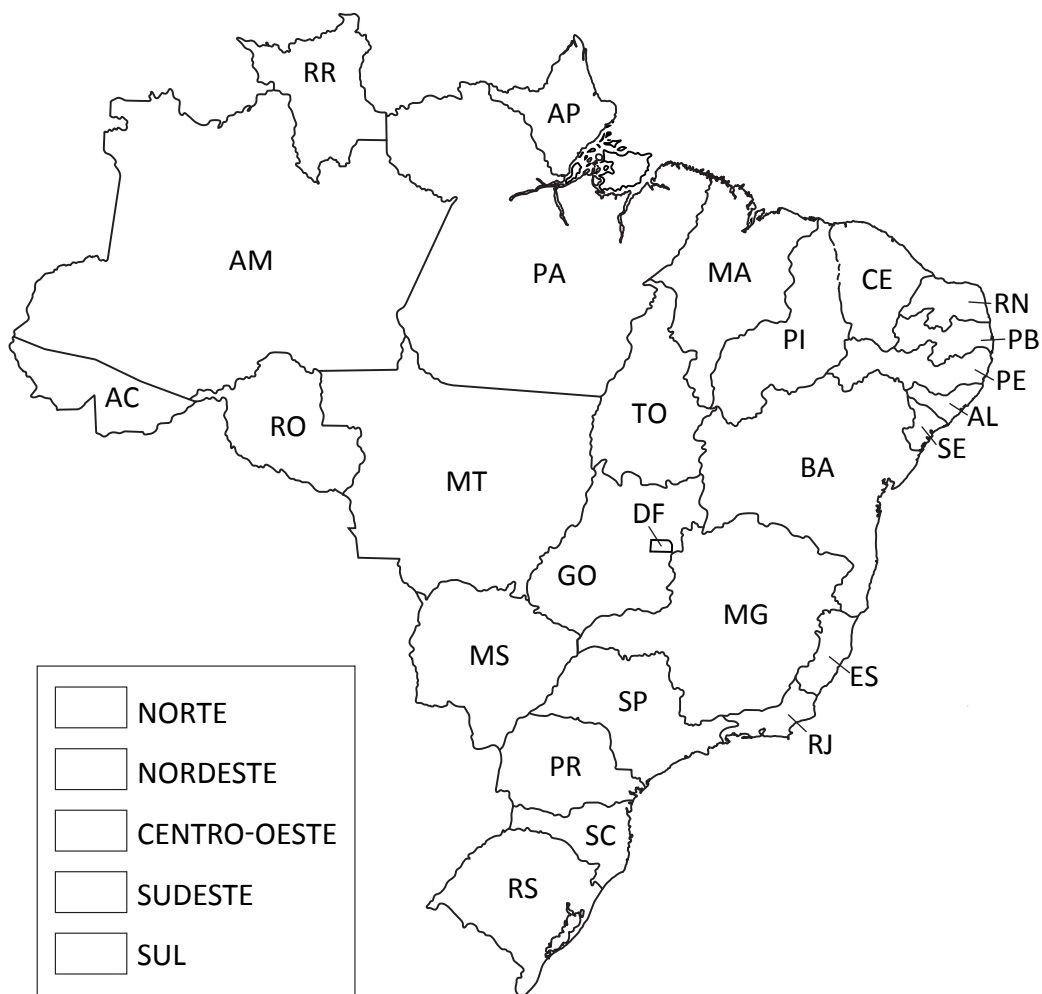 RR
AP
AM
PA
MA
CE
RN
PI
PB
PE
AC
TO
AL
RO
SE
BA
MT
DF
GO
MG
MS
ES
SP
NORTE
RJ
PR
NORDESTE
CENTRO-OESTE
SC
RS
SUDESTE
SUL